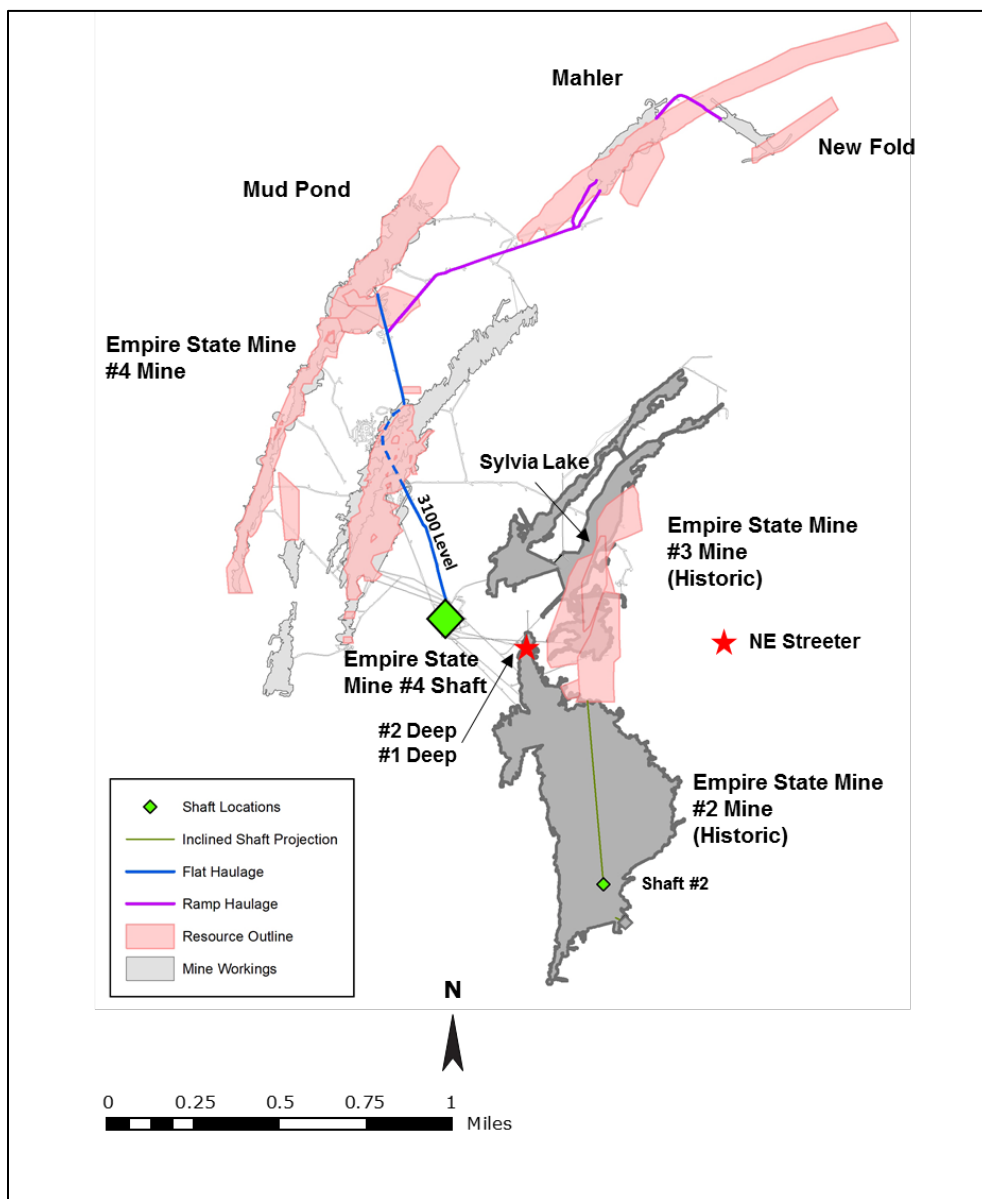 Mahler
New Fold
Mud Pond
Empire State Mine
#4 Mine
Sylvia Lake
3100 Level
Empire State Mine
#3 Mine
(Historic)
NE Streeter
Empire State
Mine #4 Shaft
#2 Deep
#1 Deep
Empire State Mine
#2 Mine
(Historic)
Shaft #2
Shaft Locations
Inclined Shaft Projection
Flat Haulage
Ramp Haulage
Resource Outline
Mine Workings
N
0 0.25 0.5 0.75 1
Miles